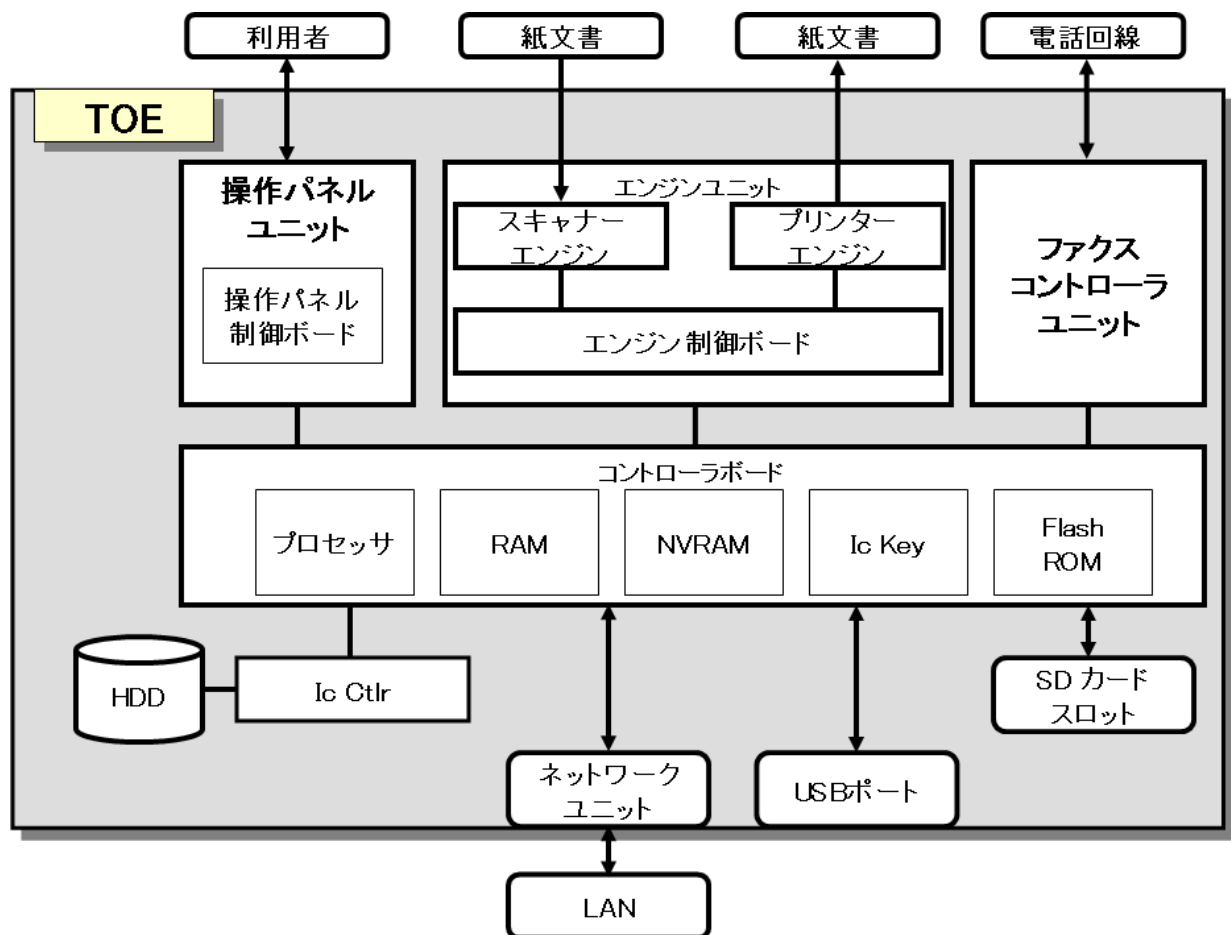 利用者
紙文書
紙文書
電話回線
TOE
操作パネル
ユニット
操作パネル
制御ボード
エンジンユニット
スキャナー
エンジン
プリンター
エンジン
エンジン制御ボード
ファクス
コントローラ
ユニット
コントローラボード
プロセッサ
RAM
NVRAM
Ic Key
Flash
ROM
HDD
Ic Ctlr
SD カード
スロット
ネットワーク
ユニット
USBポート
LAN